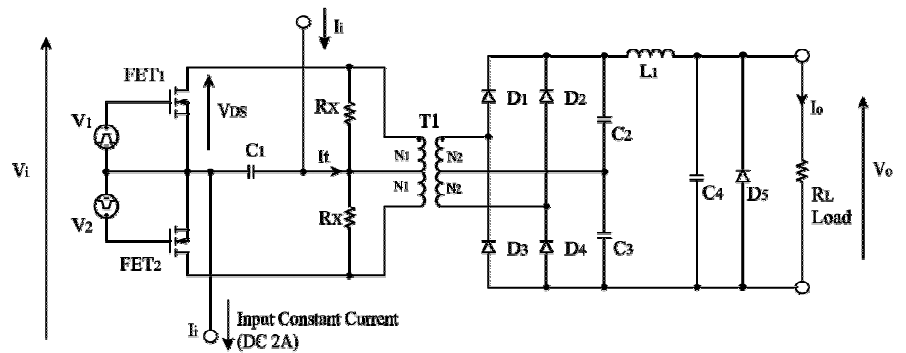 Ii
FET1
VDS
RX
L1
D1
D2
Io
V1
T1
C1
It
N1
N2
C2
Vi
N1
N2
C4
D5
RL
Load
Vo
V2
RX
D3
D4
C3
FET2
Ii
Input Constant Current
(DC 2A)